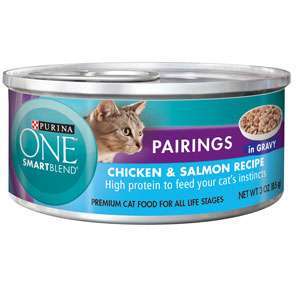 PURINA
ONE
SMARTBLEND®
PAIRINGS
in GRAVY
CHICKEN & SALMON RECIPE
High protein to feed your cat's instincts
PREMIUM CAT FOOD FOR ALL LIFE STAGES
NET WT 3 OZ (85 g)